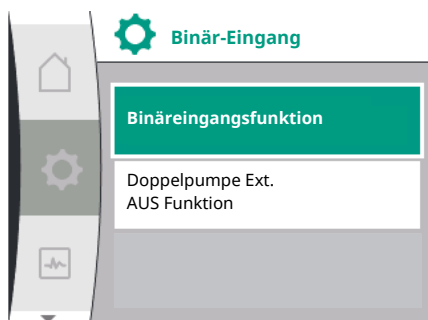 Binär-Eingang
Binäreingangsfunktion
Doppelpumpe Ext.
AUS Funktion